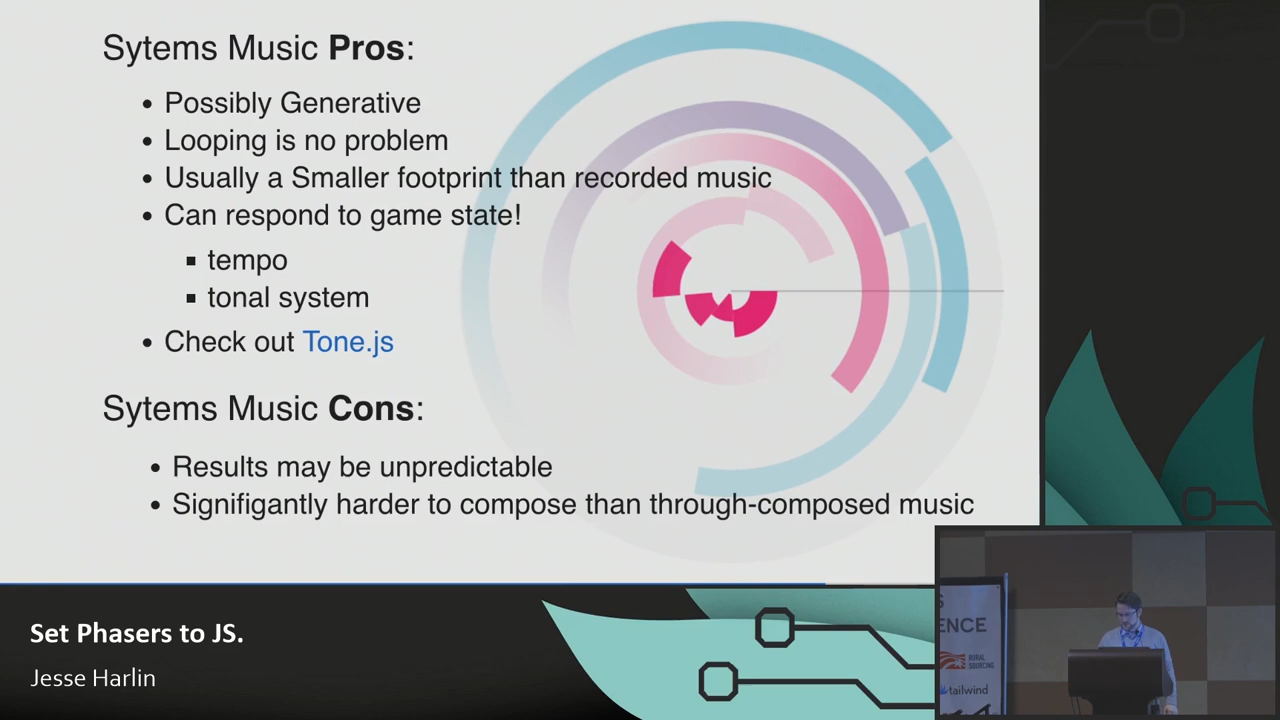 Sytems Music Pros:
• Possibly Generative
• Looping is no problem
• Usually a Smaller footprint than recorded music
• Can respond to game state!
▪ tempo
▪ tonal system
• Check out Tone.js
Sytems Music Cons:
• Results may be unpredictable
• Signifigantly harder to compose than through-composed music
Set Phasers to JS.
Jesse Harlin
S
ENCE
RURAL
SOURCING
tailwind